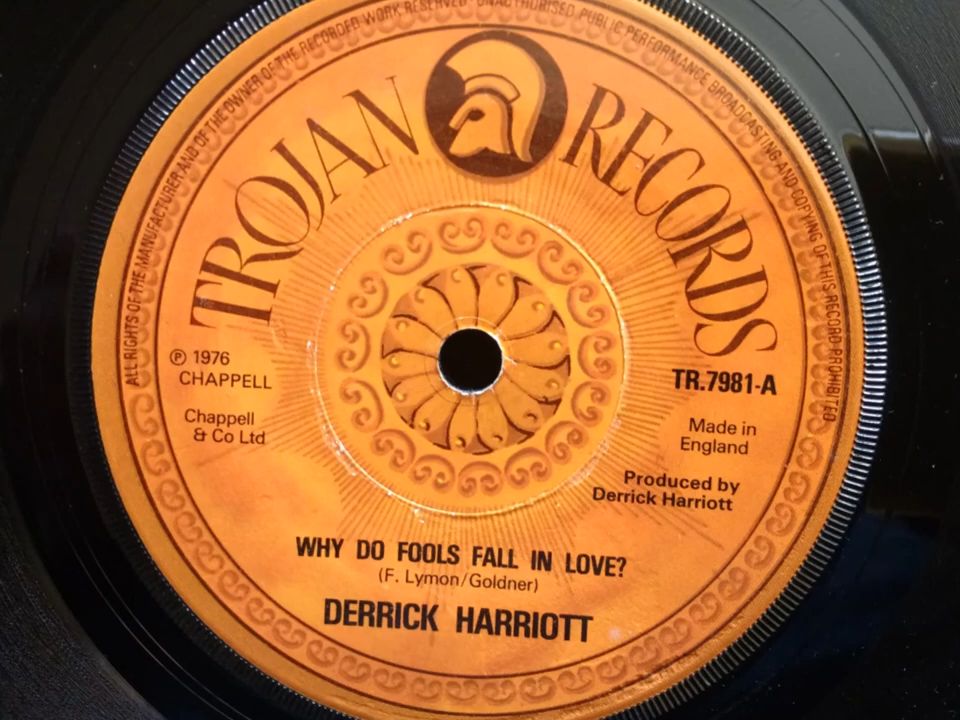 ALL RIGHTS OF THE MANUFACTURER AND OF THE OWNER OF THE RECORDED WORK RESERVED · UNAUTHORISED PUBLIC PERFORMANCE BROADCASTING AND COPYING OF THIS RECORD PROHIBITED
TROJAN RECORDS
℗ 1976
CHAPPELL
Chappell
& Co Ltd
TR.7981-A
Made in
England
Produced by
Derrick Harriott
WHY DO FOOLS FALL IN LOVE?
(F. Lymon/Goldner)
DERRICK HARRIOTT